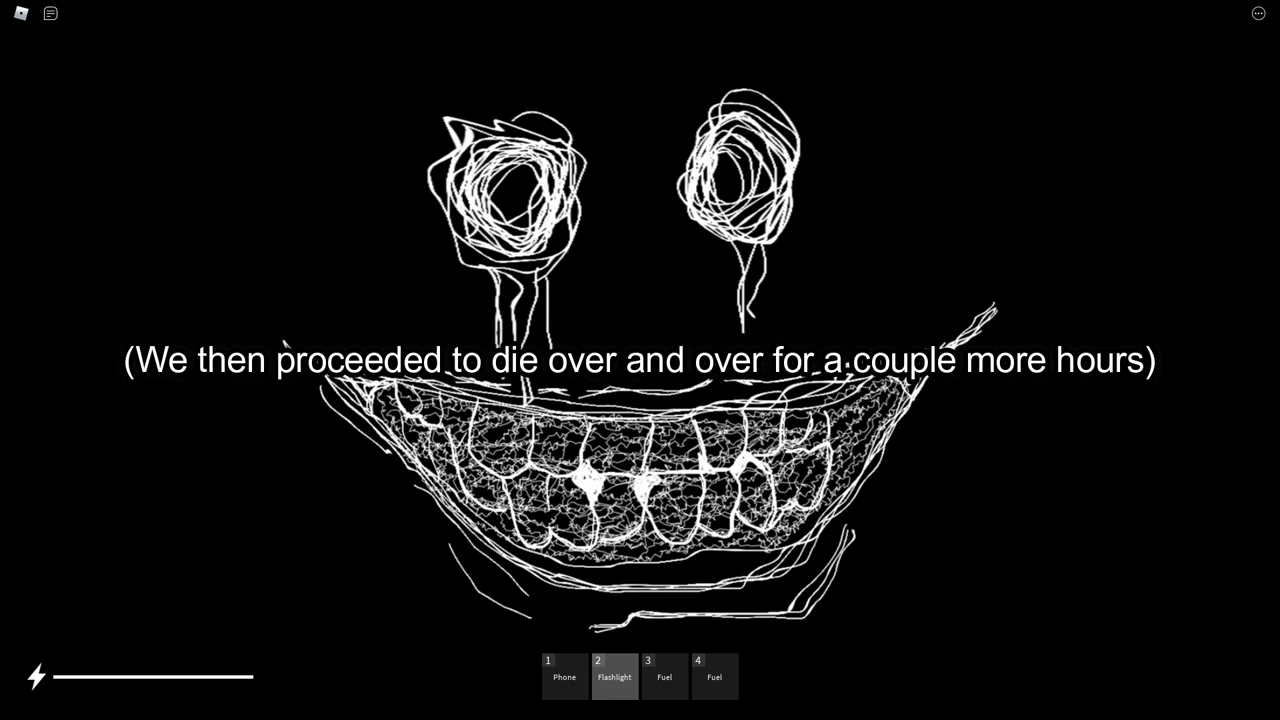 (We then proceeded to die over and over for a couple more hours)
1 2 3 4
Phone Flashlight Fuel Fuel